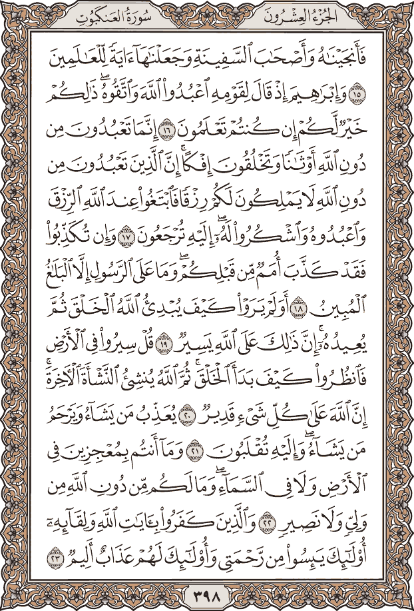 سُورَةُ العَنكَبُوتِ
الجُزْءُ العِشْرُونَ
فَأَنجَيْنَٰهُ وَأَصْحَٰبَ ٱلسَّفِينَةِ وَجَعَلْنَٰهَآ ءَايَةً لِّلْعَٰلَمِينَ
١٥ وَإِبْرَٰهِيمَ إِذْ قَالَ لِقَوْمِهِ ٱعْبُدُوا۟ ٱللَّهَ وَٱتَّقُوهُ ۖ ذَٰلِكُمْ
خَيْرٌ لَّكُمْ إِن كُنتُمْ تَعْلَمُونَ ١٦ إِنَّمَا تَعْبُدُونَ مِن
دُونِ ٱللَّهِ أَوْثَٰنًا وَتَخْلُقُونَ إِفْكًا ۚ إِنَّ ٱلَّذِينَ تَعْبُدُونَ مِن
دُونِ ٱللَّهِ لَا يَمْلِكُونَ لَكُمْ رِزْقًا فَٱبْتَغُوا۟ عِندَ ٱللَّهِ ٱلرِّزْقَ
وَٱعْبُدُوهُ وَٱشْكُرُوا۟ لَهُۥٓ ۖ إِلَيْهِ تُرْجَعُونَ ١٧ وَإِن تُكَذِّبُوا۟
فَقَدْ كَذَّبَ أُمَمٌ مِّن قَبْلِكُمْ ۖ وَمَا عَلَى ٱلرَّسُولِ إِلَّا ٱلْبَلَٰغُ
ٱلْمُبِينُ ١٨ أَوَلَمْ يَرَوْا۟ كَيْفَ يُبْدِئُ ٱللَّهُ ٱلْخَلْقَ ثُمَّ
يُعِيدُهُۥٓ ۚ إِنَّ ذَٰلِكَ عَلَى ٱللَّهِ يَسِيرٌ ١٩ قُلْ سِيرُوا۟ فِى ٱلْأَرْضِ
فَٱنظُرُوا۟ كَيْفَ بَدَأَ ٱلْخَلْقَ ۚ ثُمَّ ٱللَّهُ يُنشِئُ ٱلنَّشْأَةَ ٱلْـَٔاخِرَةَ ۚ
إِنَّ ٱللَّهَ عَلَىٰ كُلِّ شَىْءٍ قَدِيرٌ ٢٠ يُعَذِّبُ مَن يَشَآءُ وَيَرْحَمُ
مَن يَشَآءُ ۖ وَإِلَيْهِ تُقْلَبُونَ ٢١ وَمَآ أَنتُم بِمُعْجِزِينَ فِى
ٱلْأَرْضِ وَلَا فِى ٱلسَّمَآءِ ۖ وَمَا لَكُم مِّن دُونِ ٱللَّهِ مِن
وَلِىٍّ وَلَا نَصِيرٍ ٢٢ وَٱلَّذِينَ كَفَرُوا۟ بِـَٔايَٰتِ ٱللَّهِ وَلِقَآئِهِۦٓ
أُو۟لَٰٓئِكَ يَئِسُوا۟ مِن رَّحْمَتِى وَأُو۟لَٰٓئِكَ لَهُمْ عَذَابٌ أَلِيمٌ ٢٣
٣٩٨